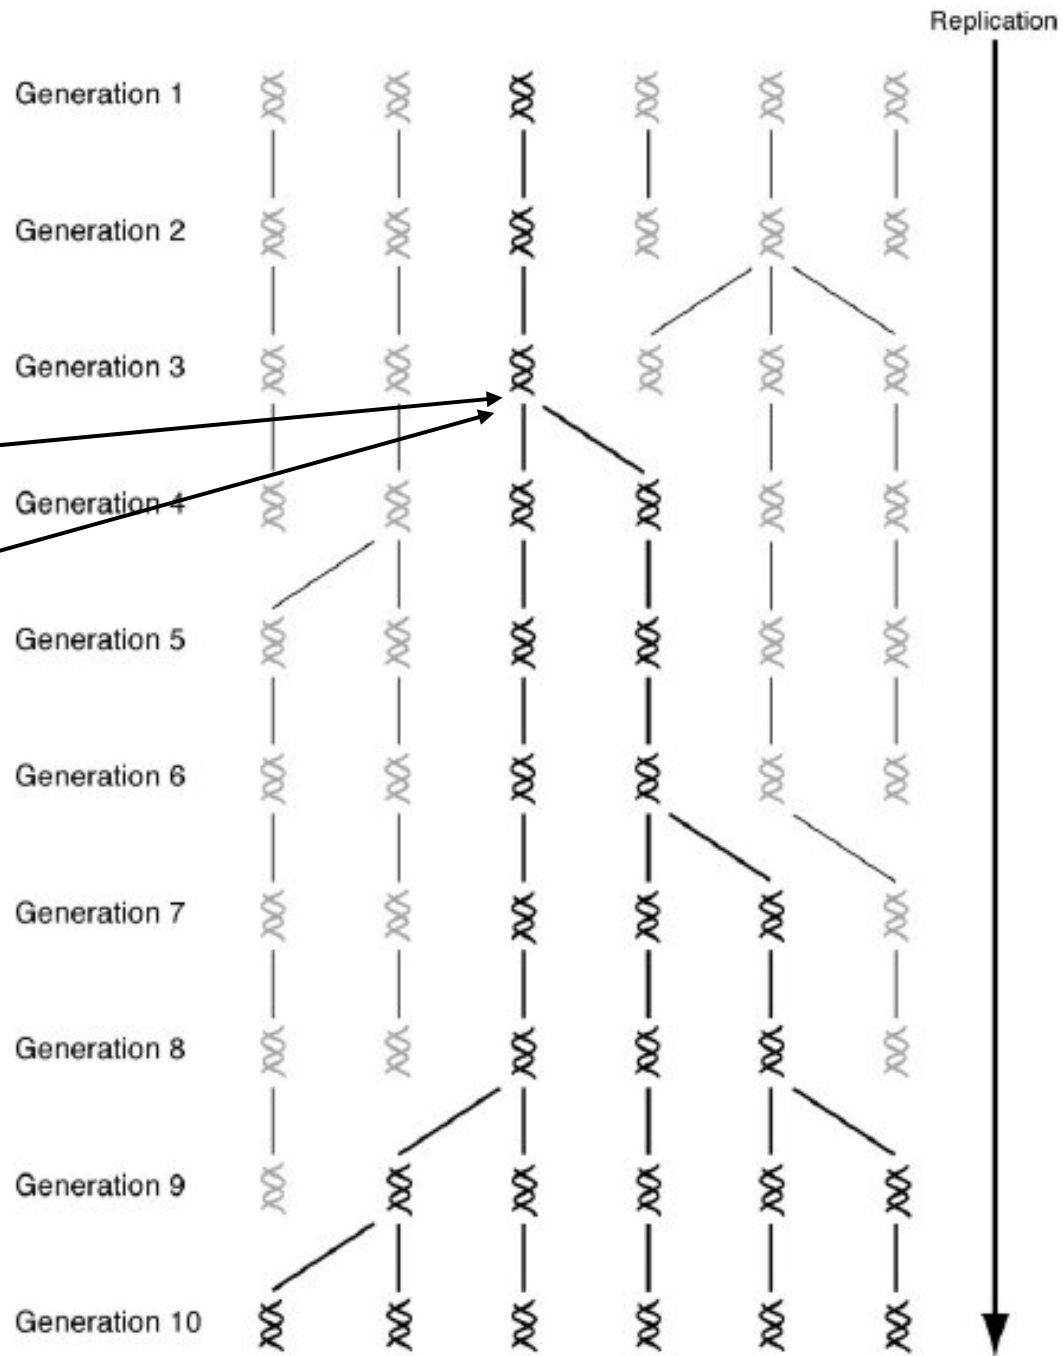 Replication
Generation 1
Generation 2
Generation 3
Generation 4
Generation 5
Generation 6
Generation 7
Generation 8
Generation 9
Generation 10